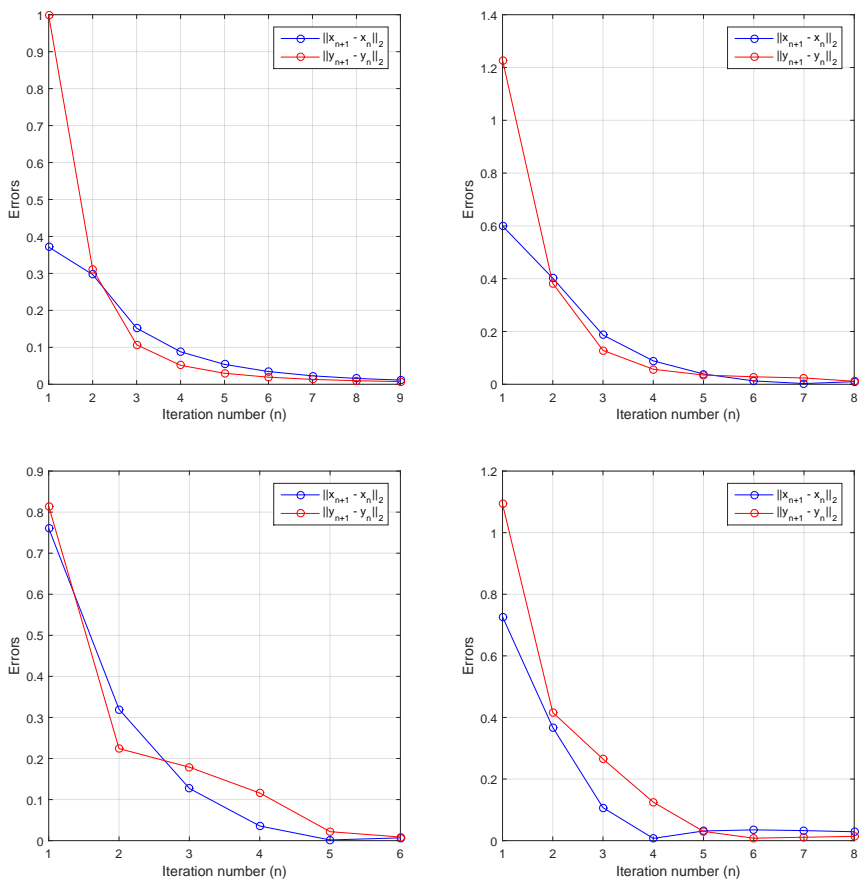 1
0.9
0.8
0.7
0.6
0.5
0.4
0.3
0.2
0.1
0
Errors
1 2 3 4 5 6 7 8 9
Iteration number (n)
||x_{n+1} - x_n||_2
||y_{n+1} - y_n||_2
1.4
1.2
1
0.8
0.6
0.4
0.2
0
Errors
1 2 3 4 5 6 7 8
Iteration number (n)
||x_{n+1} - x_n||_2
||y_{n+1} - y_n||_2
0.9
0.8
0.7
0.6
0.5
0.4
0.3
0.2
0.1
0
Errors
1 2 3 4 5 6
Iteration number (n)
||x_{n+1} - x_n||_2
||y_{n+1} - y_n||_2
1.2
1
0.8
0.6
0.4
0.2
0
Errors
1 2 3 4 5 6 7 8
Iteration number (n)
||x_{n+1} - x_n||_2
||y_{n+1} - y_n||_2